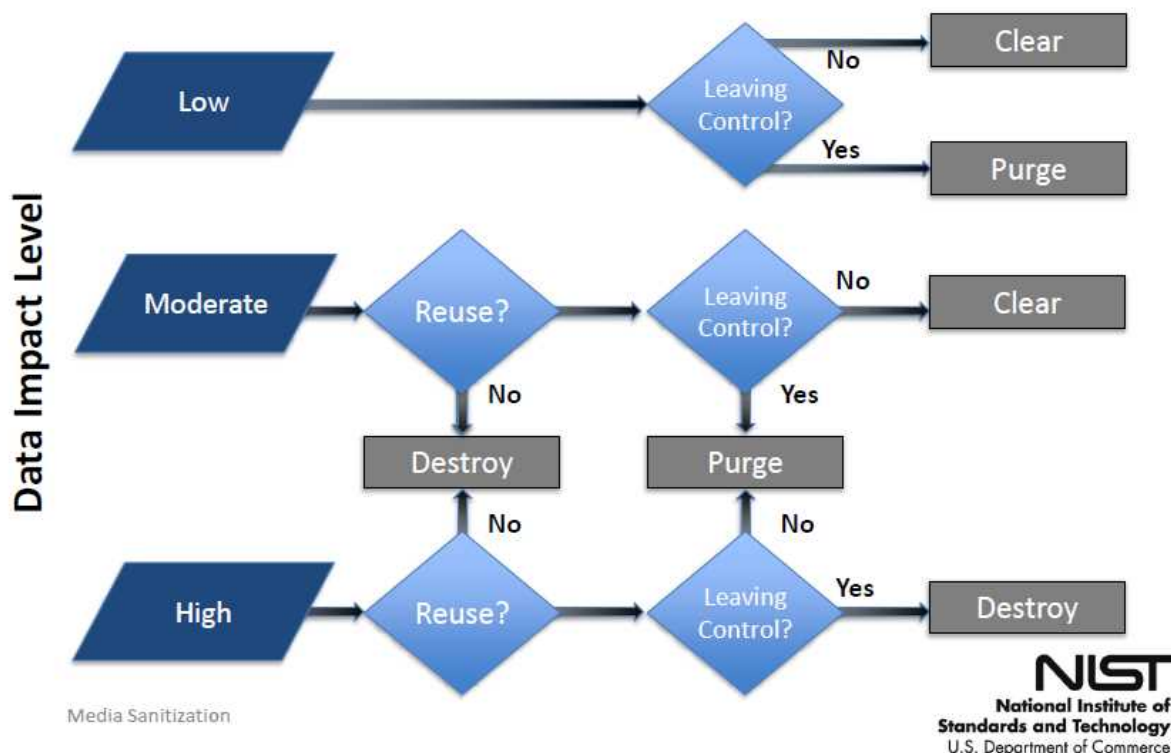 Data Impact Level
Low
Leaving
Control?
No
Clear
Yes
Purge
Moderate
Reuse?
Leaving
Control?
No
Clear
No
Yes
Destroy
Purge
No
No
High
Reuse?
Leaving
Control?
Yes
Destroy
Media Sanitization
NIST
National Institute of
Standards and Technology
U.S. Department of Commerce